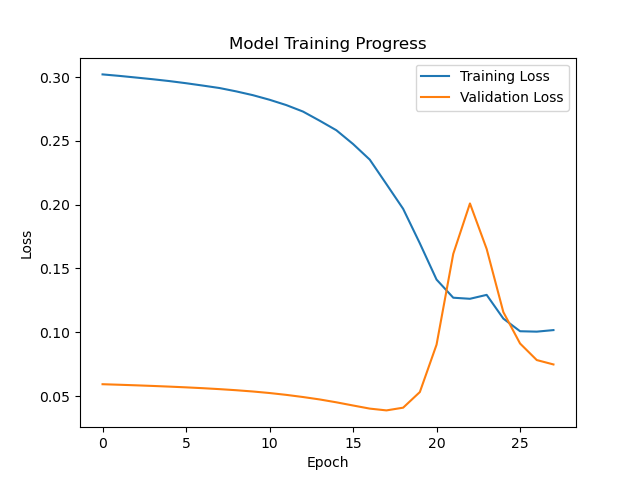 Model Training Progress
Training Loss
Validation Loss
0.30
0.25
0.20
0.15
0.10
0.05
Loss
0 5 10 15 20 25
Epoch